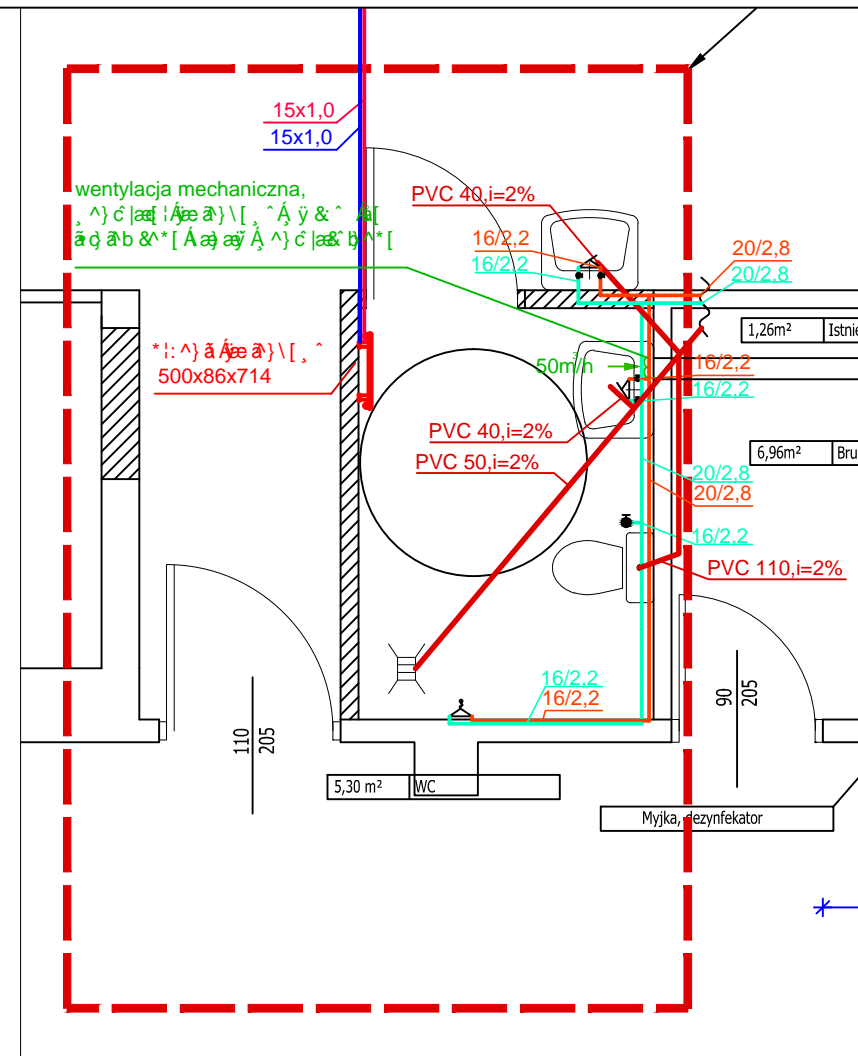 15x1,0
15x1,0
wentylacja mechaniczna,
PVC 40,i=2%
16/2,2
16/2,2
20/2,8
20/2,8
1,26m²
500x86x714
50m³/h
16/2,2
16/2,2
PVC 40,i=2%
PVC 50,i=2%
6,96m²
20/2,8
20/2,8
16/2,2
PVC 110,i=2%
16/2,2
16/2,2
110
205
90
205
5,30 m² WC
Myjka, dezynfekator